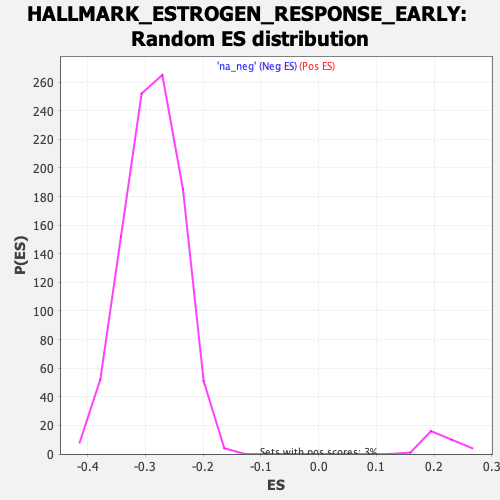 HALLMARK_ESTROGEN_RESPONSE_EARLY:
Random ES distribution
'na_neg' (Neg ES) (Pos ES)
260
240
220
200
180
160
140
120
100
80
60
40
20
0
P(ES)
Sets with pos scores: 3%
-0.4 -0.3 -0.2 -0.1 0.0 0.1 0.2 0.3
ES